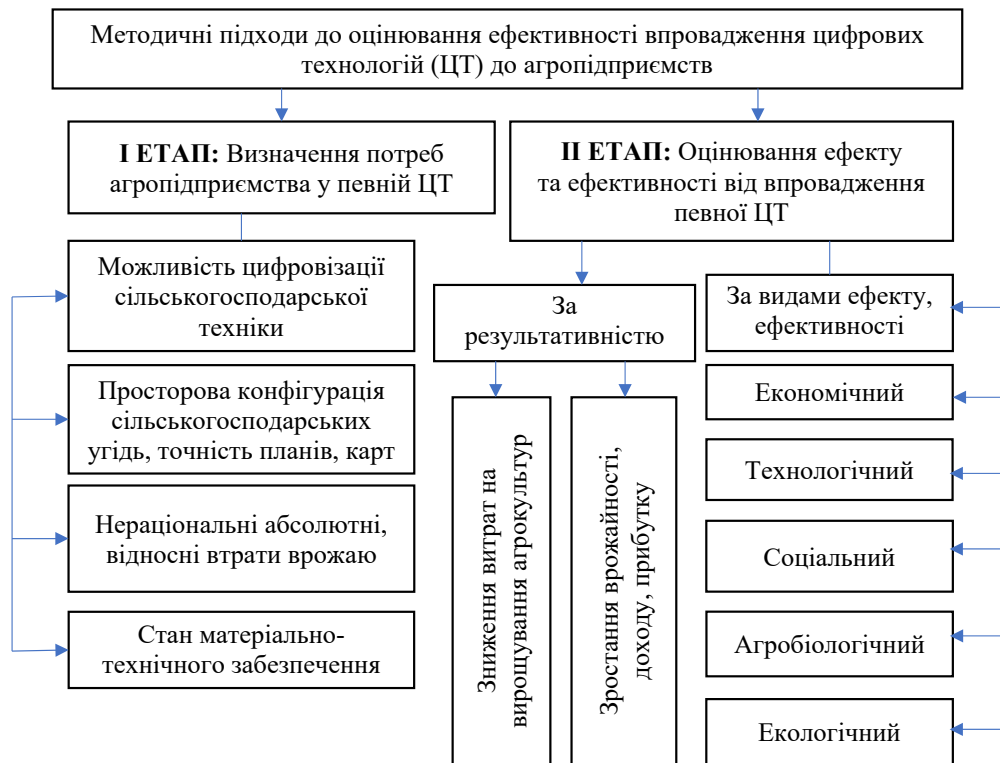 Методичні підходи до оцінювання ефективності впровадження цифрових
технологій (ЦТ) до агропідприємств
І ЕТАП: Визначення потреб
агропідприємства у певній ЦТ
ІІ ЕТАП: Оцінювання ефекту
та ефективності від впровадження
певної ЦТ
Можливість цифровізації
сільськогосподарської
техніки
Просторова конфігурація
сільськогосподарських
угідь, точність планів, карт
Нераціональні абсолютні,
відносні втрати врожаю
Стан матеріально-
технічного забезпечення
За
результативністю
Зниження витрат на
вирощування агрокультур
Зростання врожайності,
доходу, прибутку
За видами ефекту,
ефективності
Економічний
Технологічний
Соціальний
Агробіологічний
Екологічний